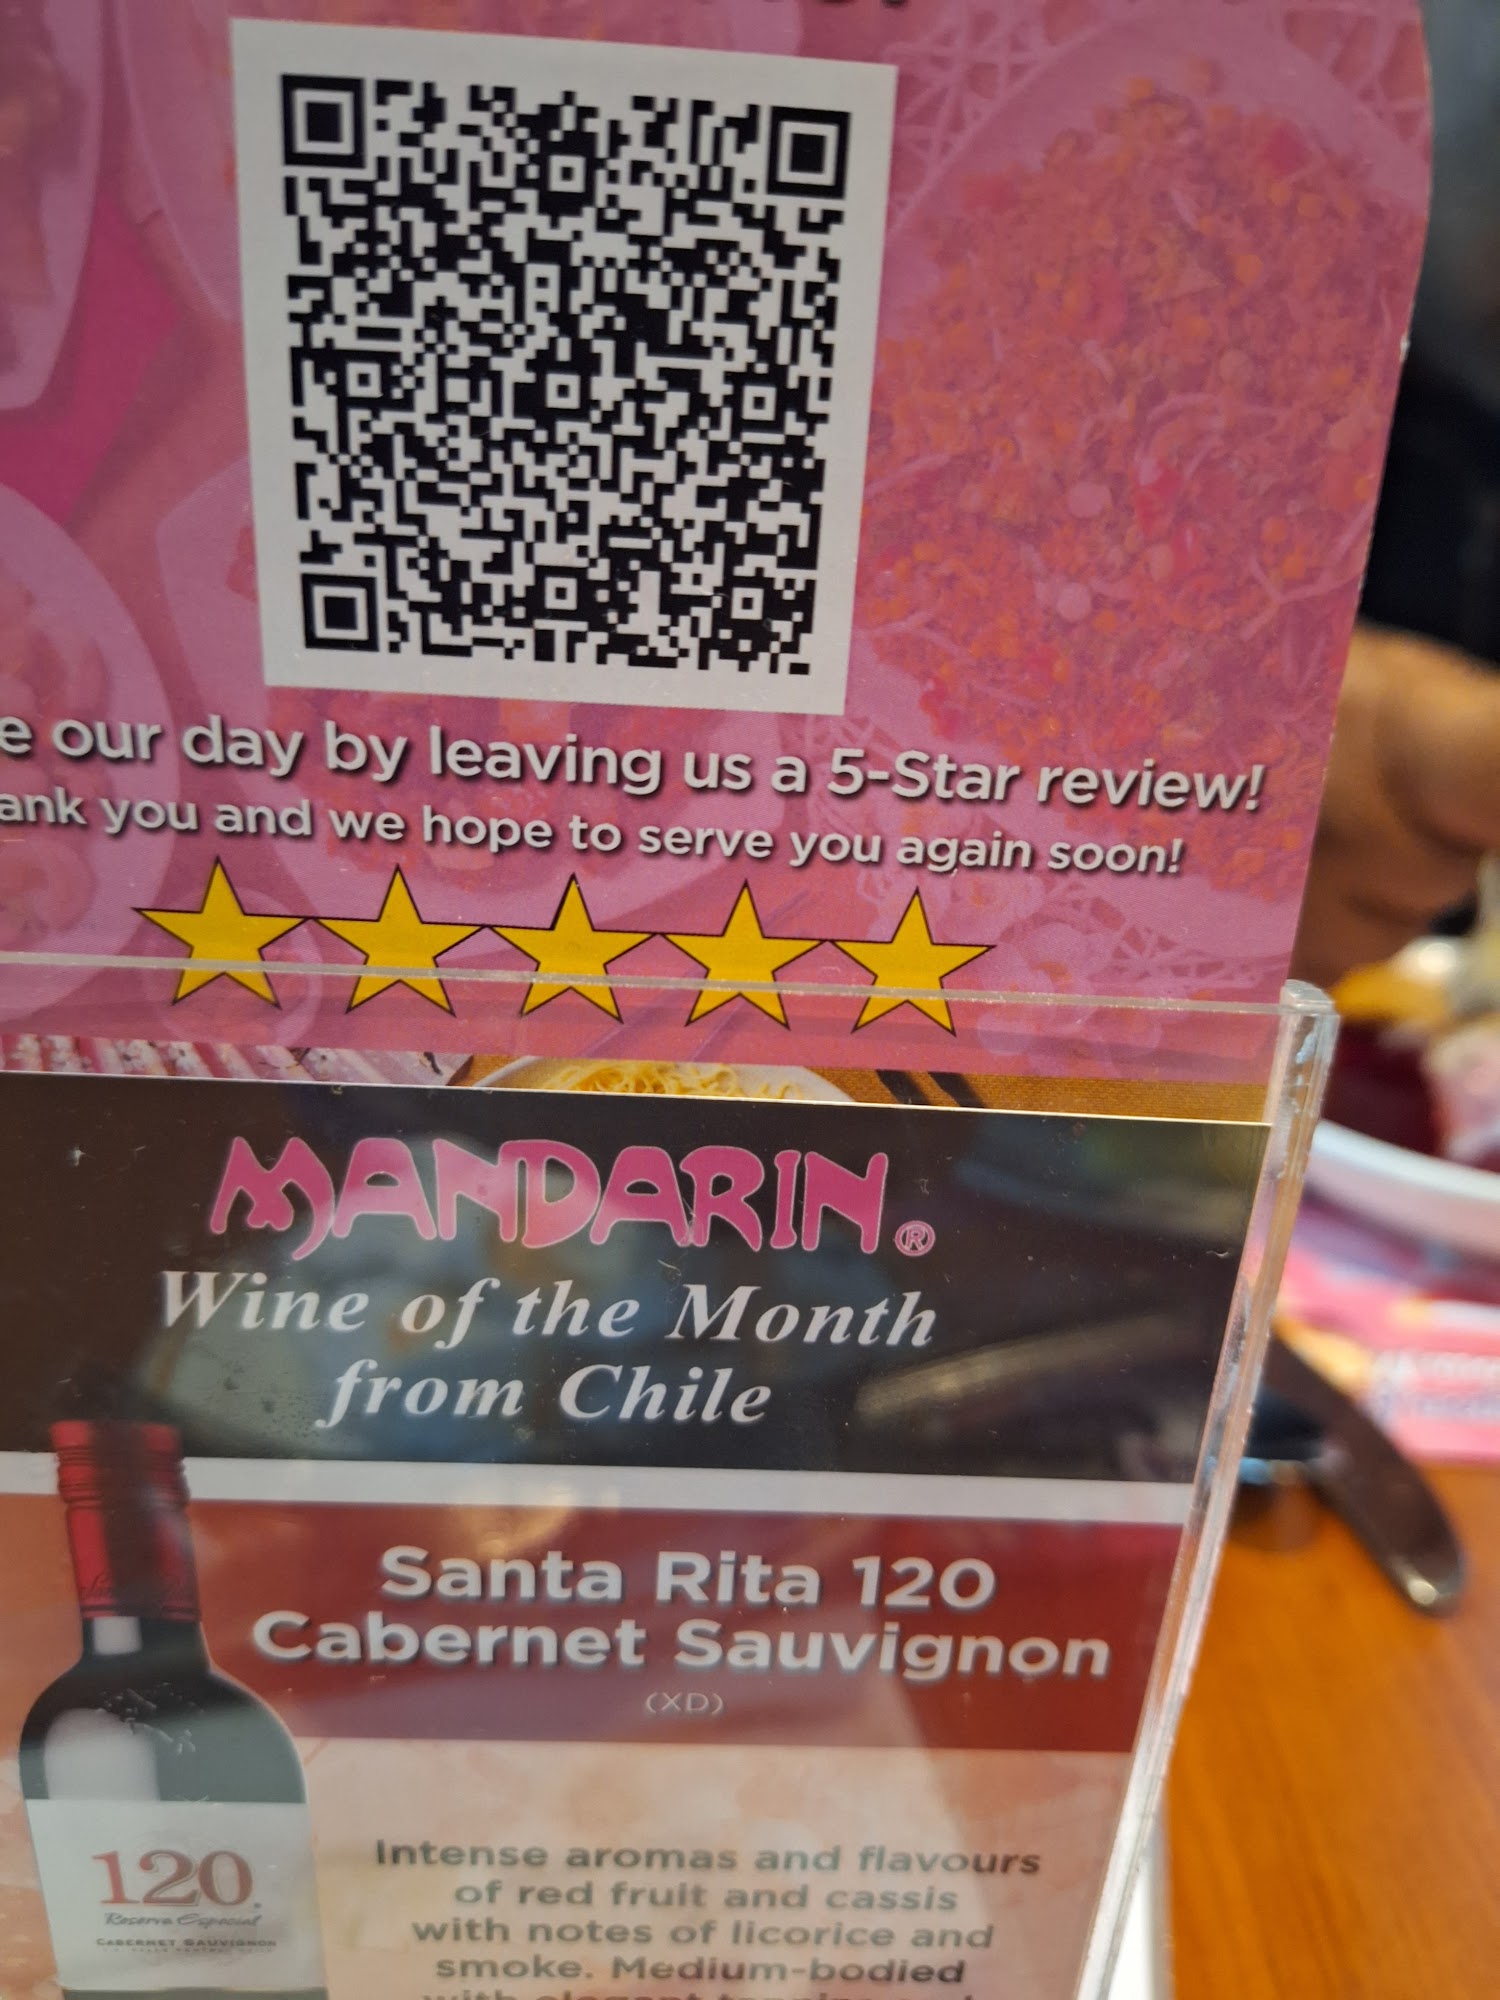 our day by leaving us a 5-Star review!
you and we hope to serve you again soon!
MANDARIN®
Wine of the Month
from Chile
Santa Rita 120
Cabernet Sauvignon
(XD)
120
Reserva Especial
CABERNET SAUVIGNON
Intense aromas and flavours
of red fruit and cassis
with notes of licorice and
smoke. Medium-bodied